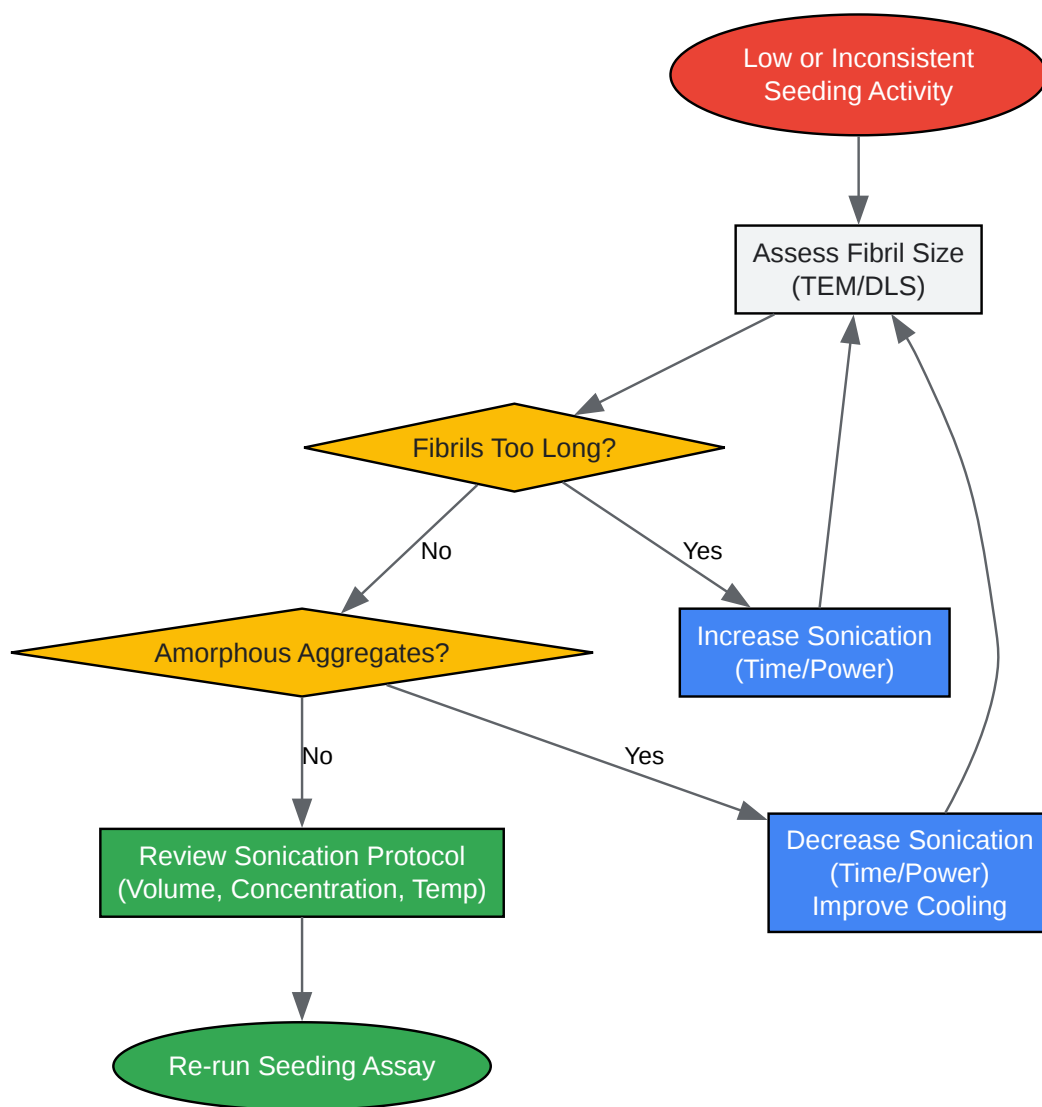 Low or Inconsistent
Seeding Activity
Assess Fibril Size
(TEM/DLS)
Fibrils Too Long?
No
Yes
Amorphous Aggregates?
Increase Sonication
(Time/Power)
No
Yes
Review Sonication Protocol
(Volume, Concentration, Temp)
Decrease Sonication
(Time/Power)
Improve Cooling
Re-run Seeding Assay